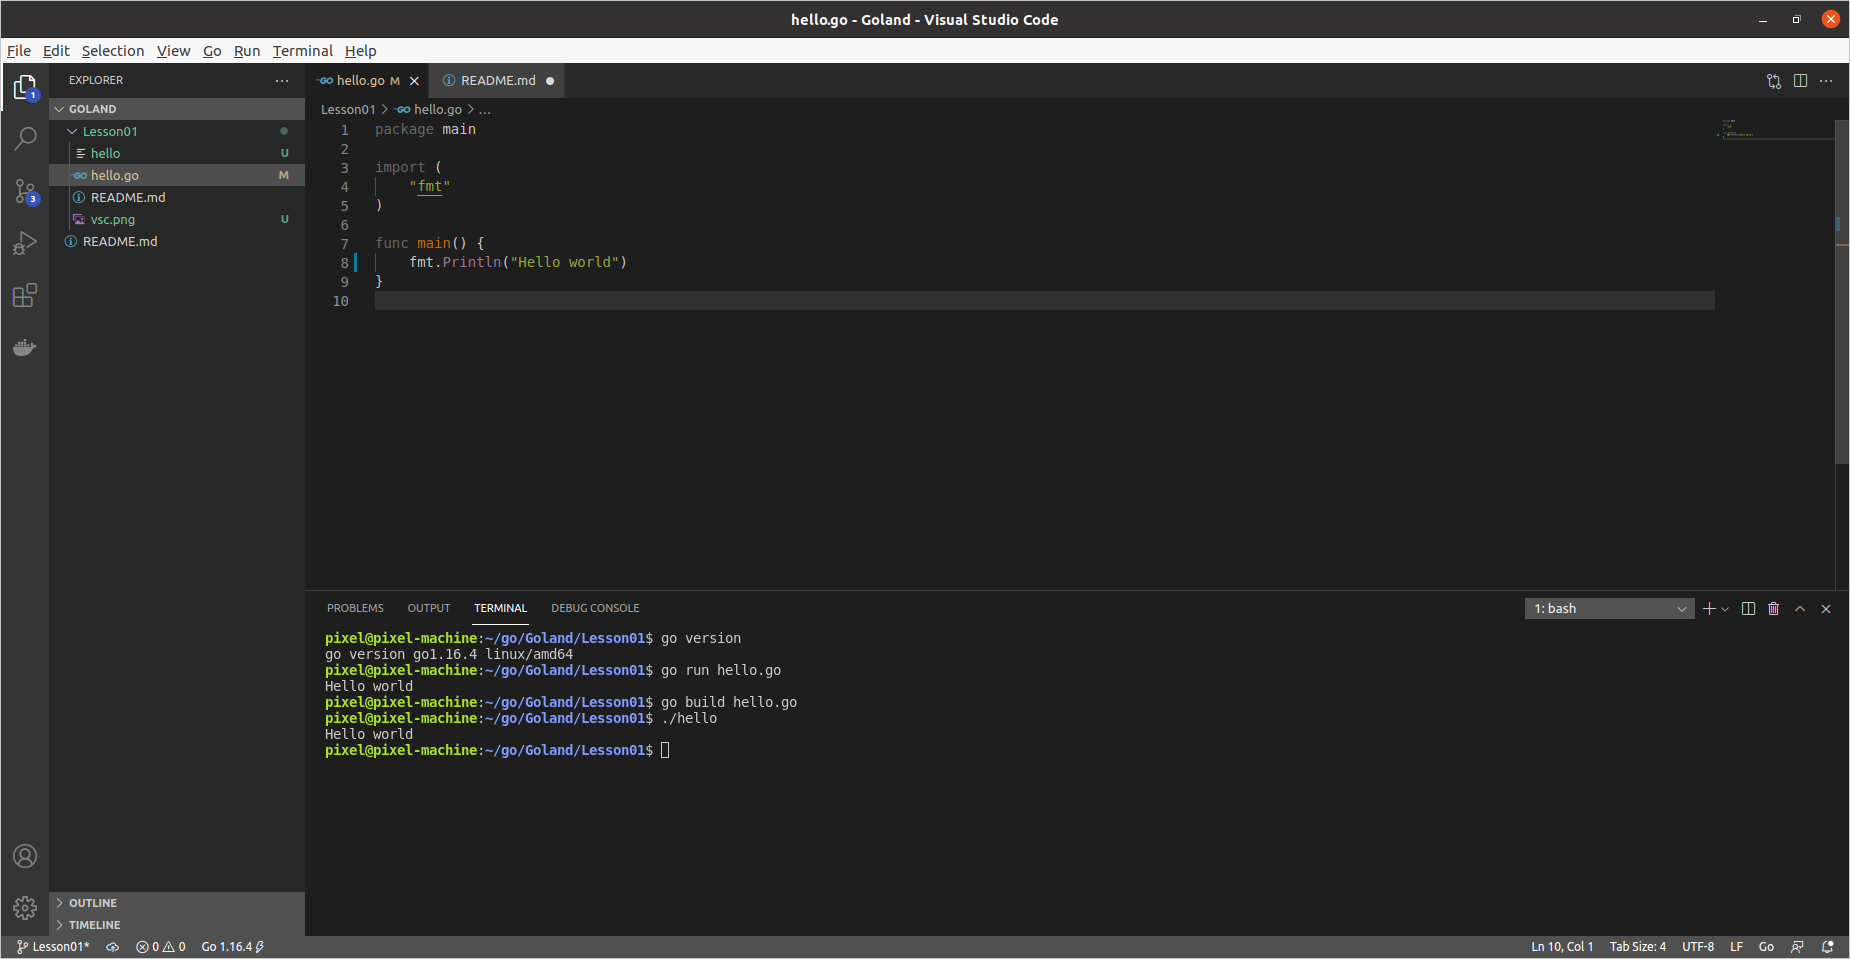 hello.go - Goland - Visual Studio Code
File Edit Selection View Go Run Terminal Help
EXPLORER
GOLAND
Lesson01
hello U
hello.go M
README.md
vsc.png U
README.md
OUTLINE
TIMELINE
1
3
hello.go M
README.md
Lesson01 > hello.go > ...
1 package main
2
3 import (
4 "fmt"
5 )
6
7 func main() {
8 fmt.Println("Hello world")
9 }
10
PROBLEMS OUTPUT TERMINAL DEBUG CONSOLE
1: bash
pixel@pixel-machine:~/go/Goland/Lesson01$ go version
go version go1.16.4 linux/amd64
pixel@pixel-machine:~/go/Goland/Lesson01$ go run hello.go
Hello world
pixel@pixel-machine:~/go/Goland/Lesson01$ go build hello.go
pixel@pixel-machine:~/go/Goland/Lesson01$ ./hello
Hello world
pixel@pixel-machine:~/go/Goland/Lesson01$
Lesson01* 0 0 Go 1.16.4 Ln 10, Col 1 Tab Size: 4 UTF-8 LF Go